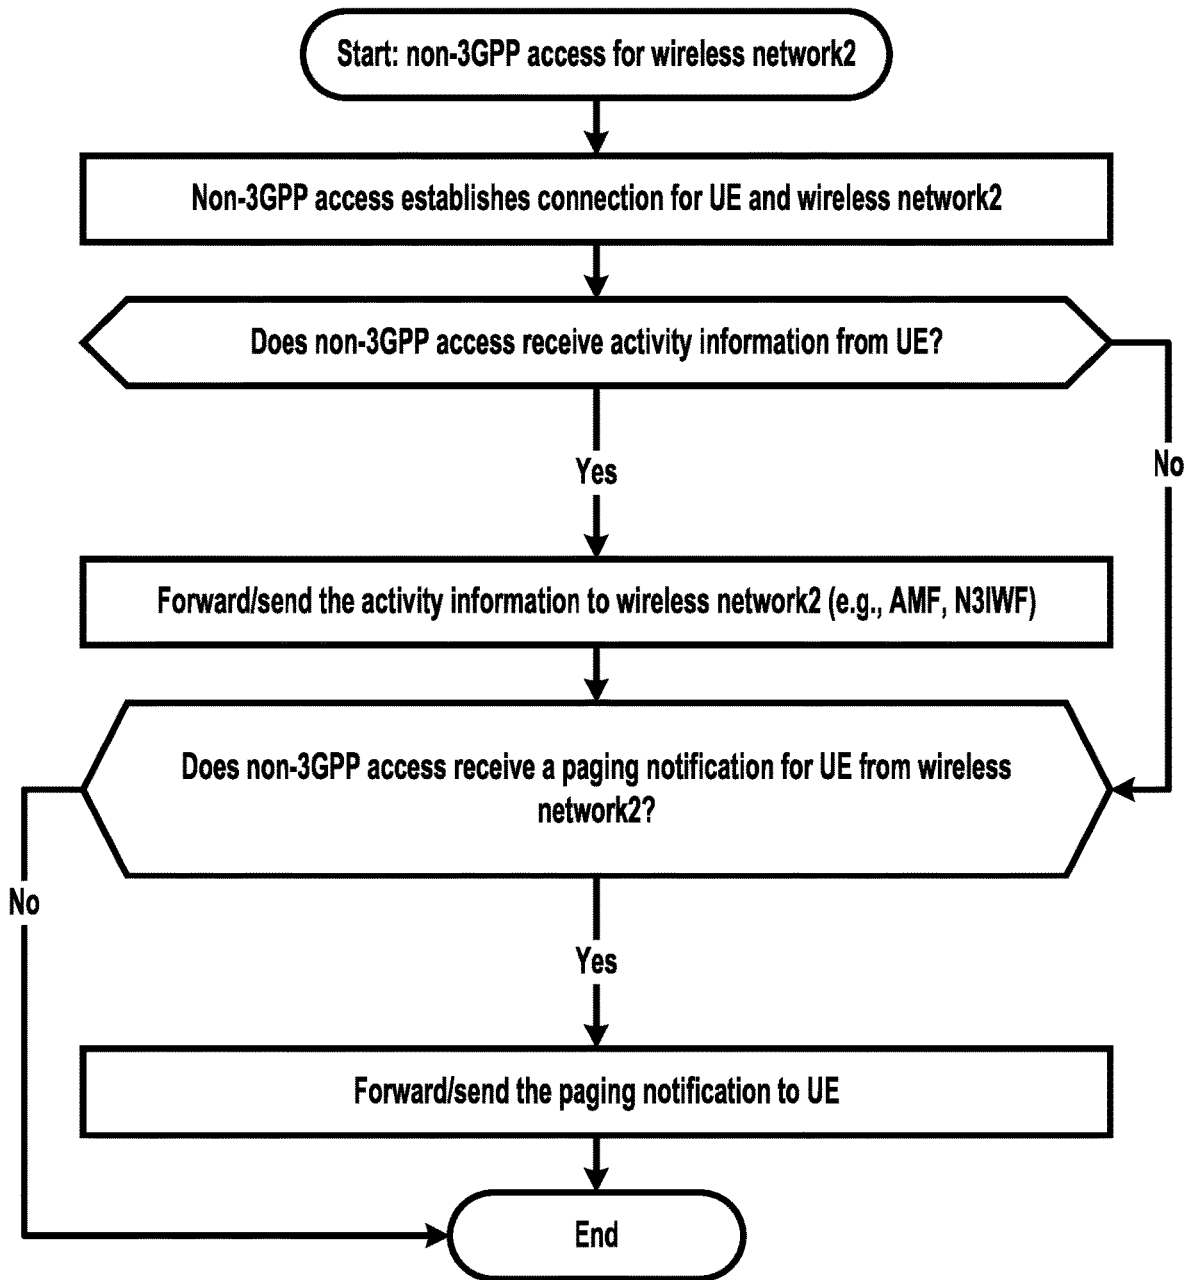 Start: non-3GPP access for wireless network2
Non-3GPP access establishes connection for UE and wireless network2
Does non-3GPP access receive activity information from UE?
Yes
No
Forward/send the activity information to wireless network2 (e.g., AMF, N3IWF)
Does non-3GPP access receive a paging notification for UE from wireless
network2?
No
Yes
Forward/send the paging notification to UE
End